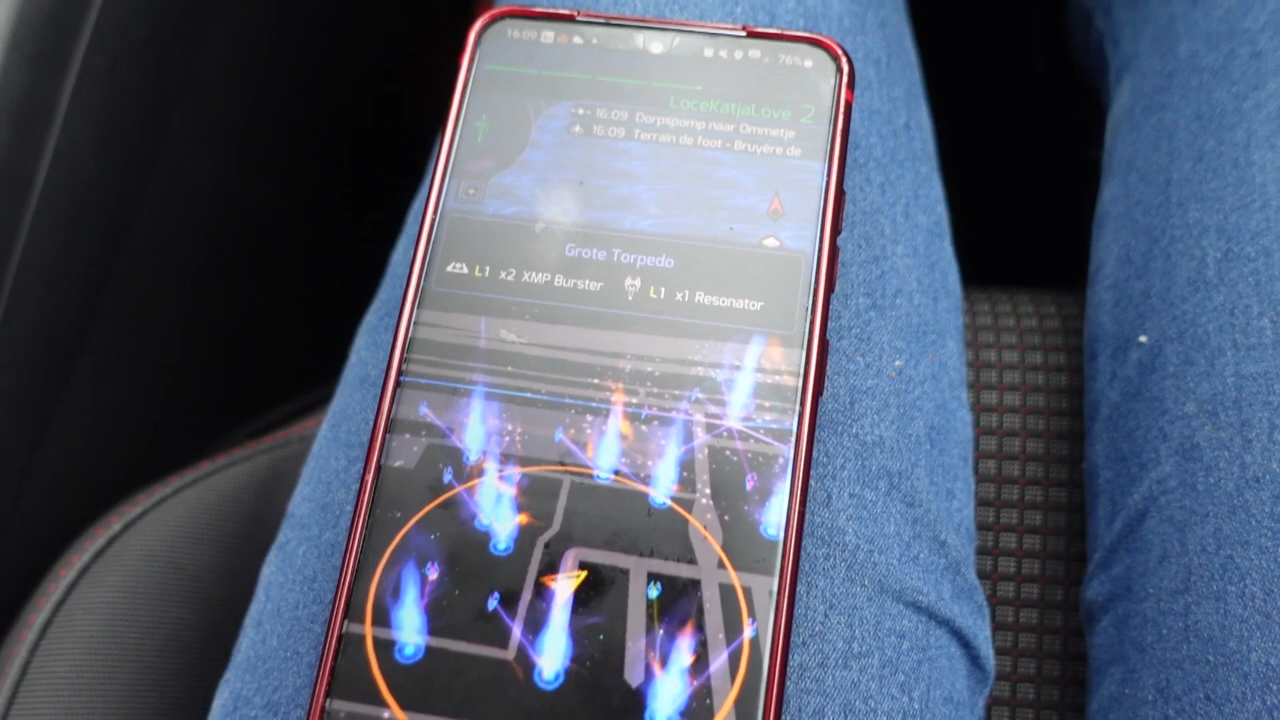 16:09 76%
LoceKatjaLove 2
16:09 Dorpspomp naar Ommetje
16:09 Terrain de foot - Bruyère de
Grote Torpedo
L1 x2 XMP Burster L1 x1 Resonator